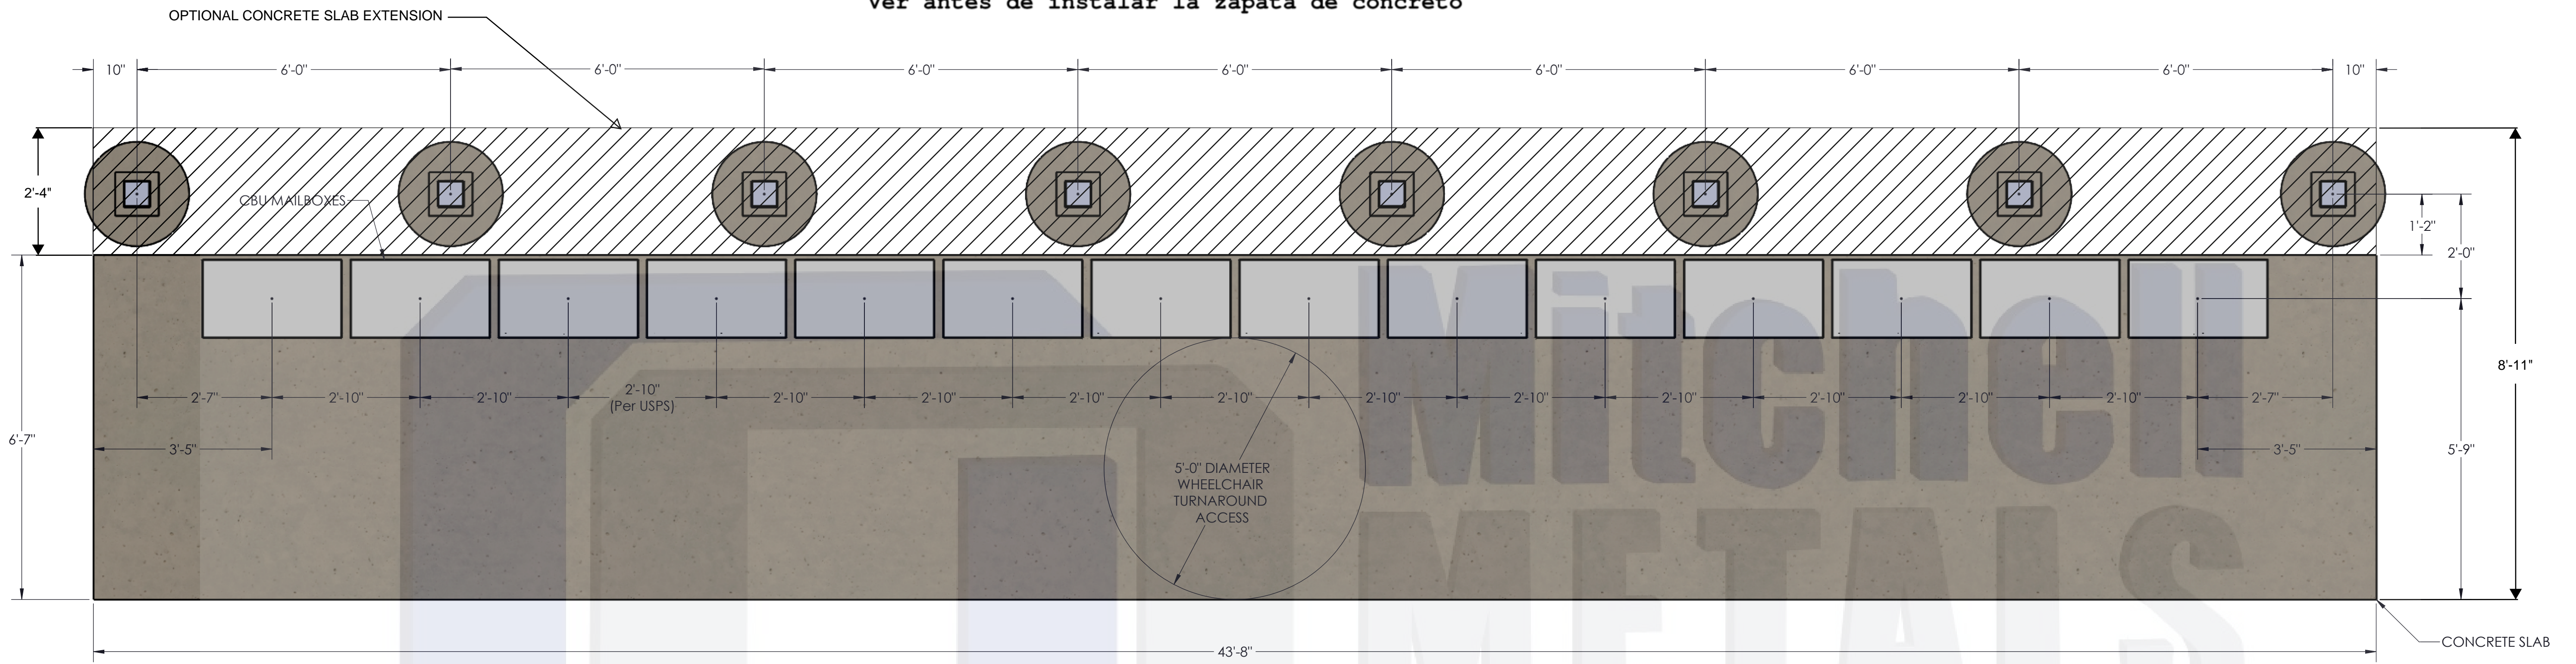 Ver antes de instalar la zapata de concreto
OPTIONAL CONCRETE SLAB EXTENSION
10" 6'-0" 6'-0" 6'-0" 6'-0" 6'-0" 6'-0" 6'-0" 10"
2'-4"
CBU MAILBOXES
1'-2"
2'-0"
8'-11"
2'-10"
(Per USPS)
2'-7" 2'-10" 2'-10" 2'-10" 2'-10" 2'-10" 2'-10" 2'-10" 2'-10" 2'-10" 2'-10" 2'-10" 2'-10" 2'-7"
6'-7"
3'-5" 3'-5" 5'-9"
5'-0" DIAMETER
WHEELCHAIR
TURNAROUND
ACCESS
Mitchell
METALS
CONCRETE SLAB
43'-8"